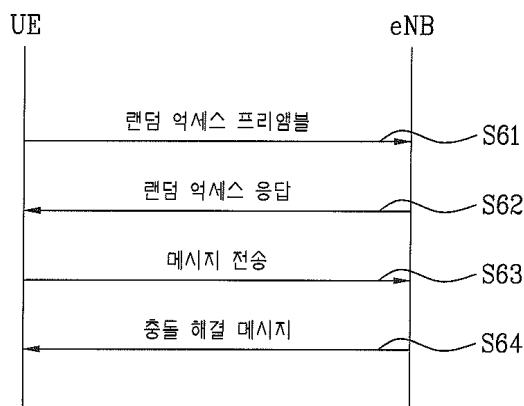 UE eNB
랜덤 억세스 프리앰블
S61
랜덤 억세스 응답
S62
메시지 전송
S63
충돌 해결 메시지
S64